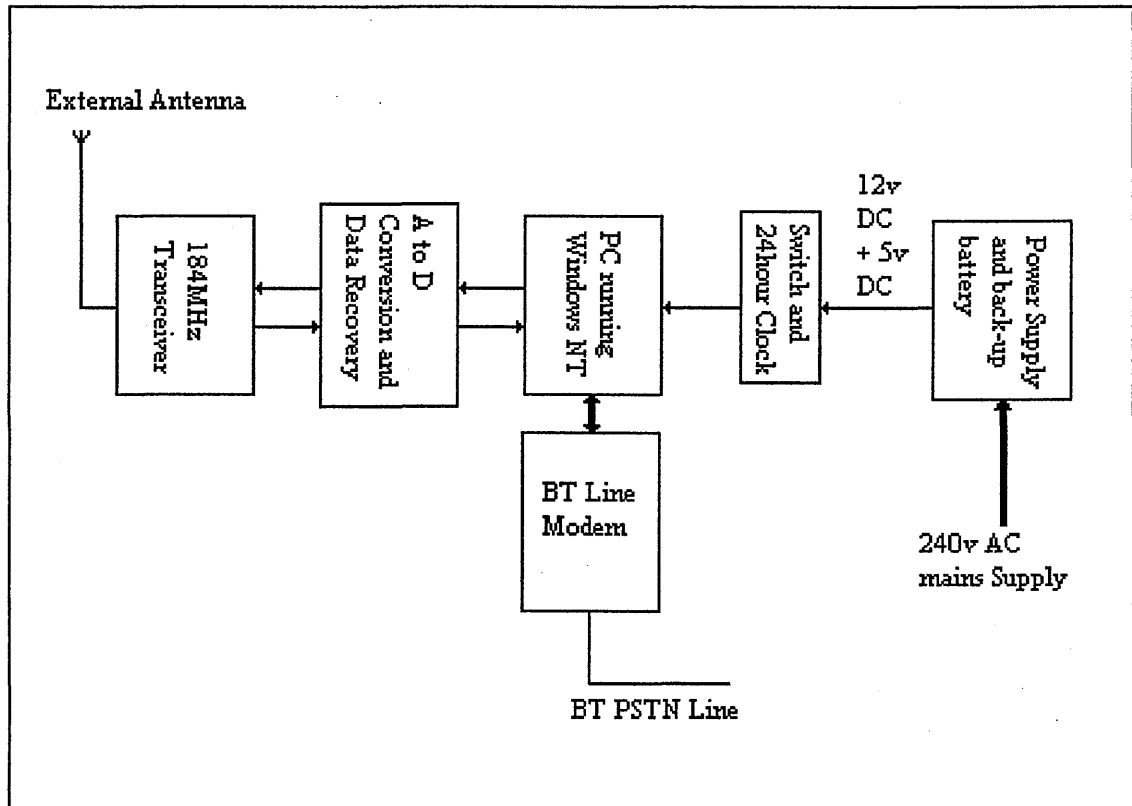 External Antenna
184MHz
Transceiver
A to D
Conversion and
Data Recovery
PC running
Windows NT
Switch and
24hour Clock
12v
DC
+ 5v
DC
Power Supply
and back-up
battery
BT Line
Modem
240v AC
mains Supply
BT PSTN Line